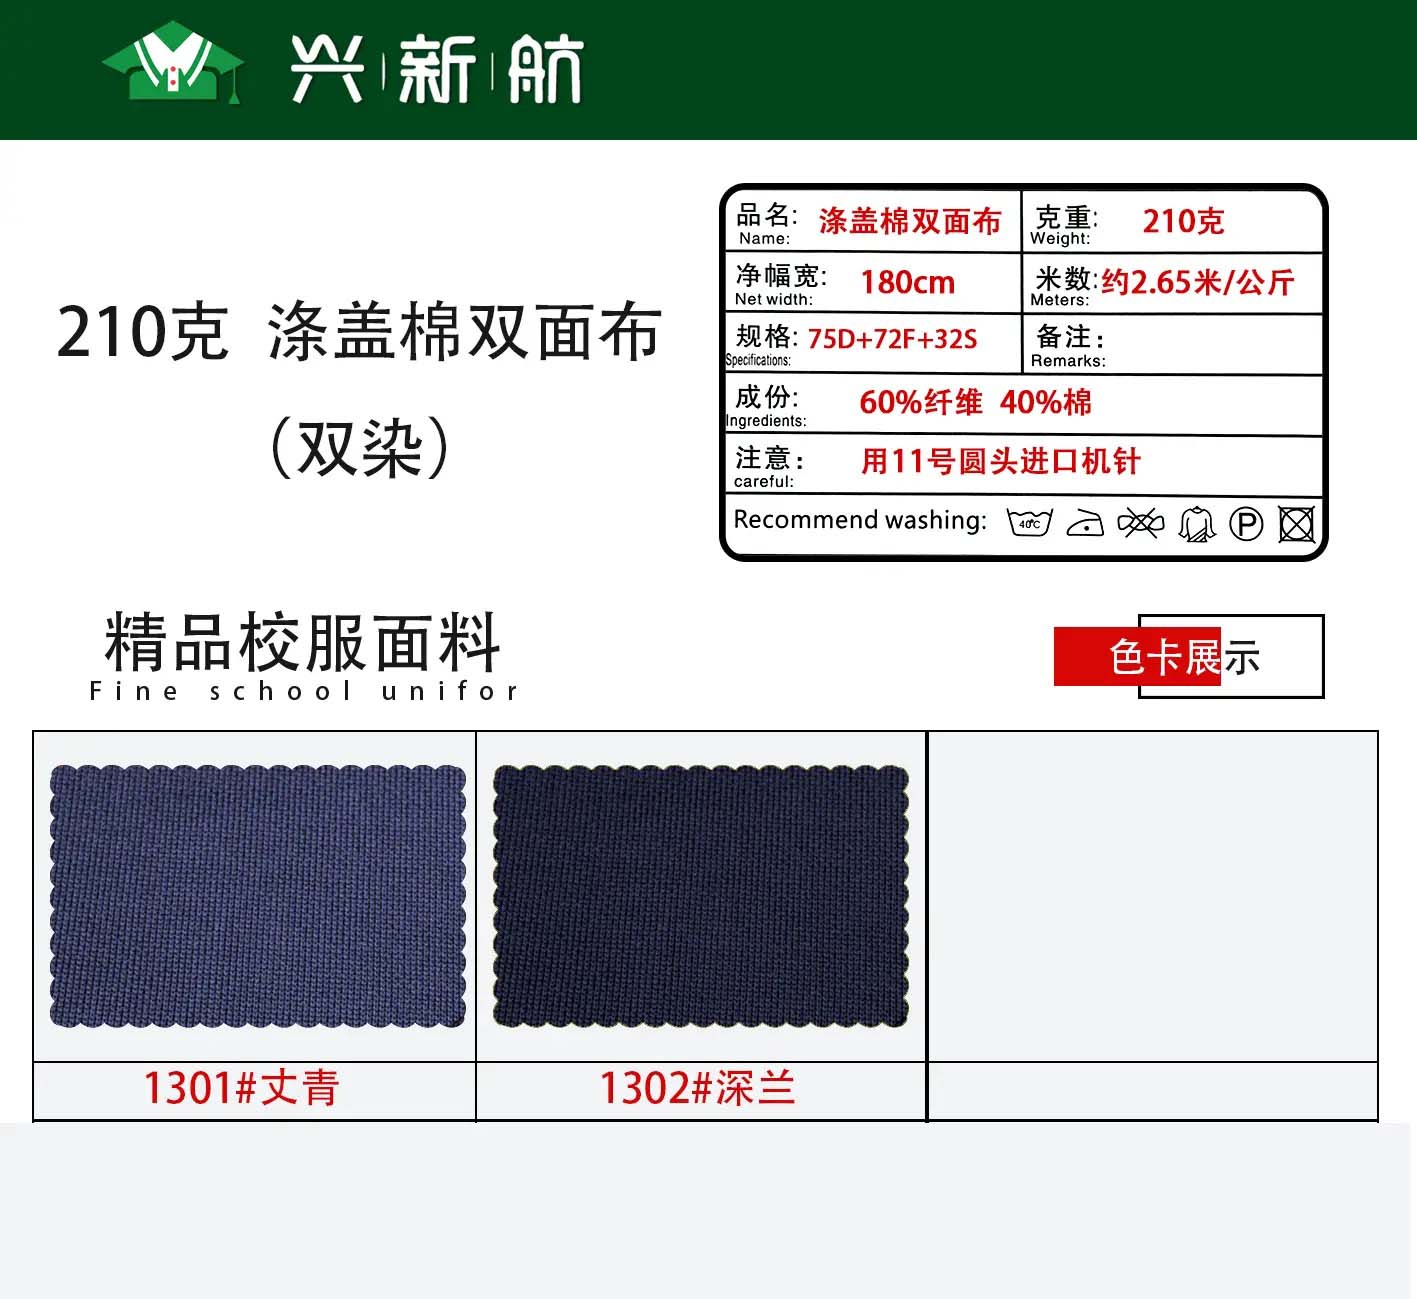 兴新航
210克 涤盖棉双面布
（双染）
品名: 涤盖棉双面布
Name:
克重: 210克
Weight:
净幅宽: 180cm
Net width:
米数: 约2.65米/公斤
Meters:
规格: 75D+72F+32S
Specifications:
备注：
Remarks:
成份: 60%纤维 40%棉
Ingredients:
注意： 用11号圆头进口机针
careful:
Recommend washing: 40℃ P
精品校服面料
Fine school unifor
色卡展示
1301#丈青
1302#深兰